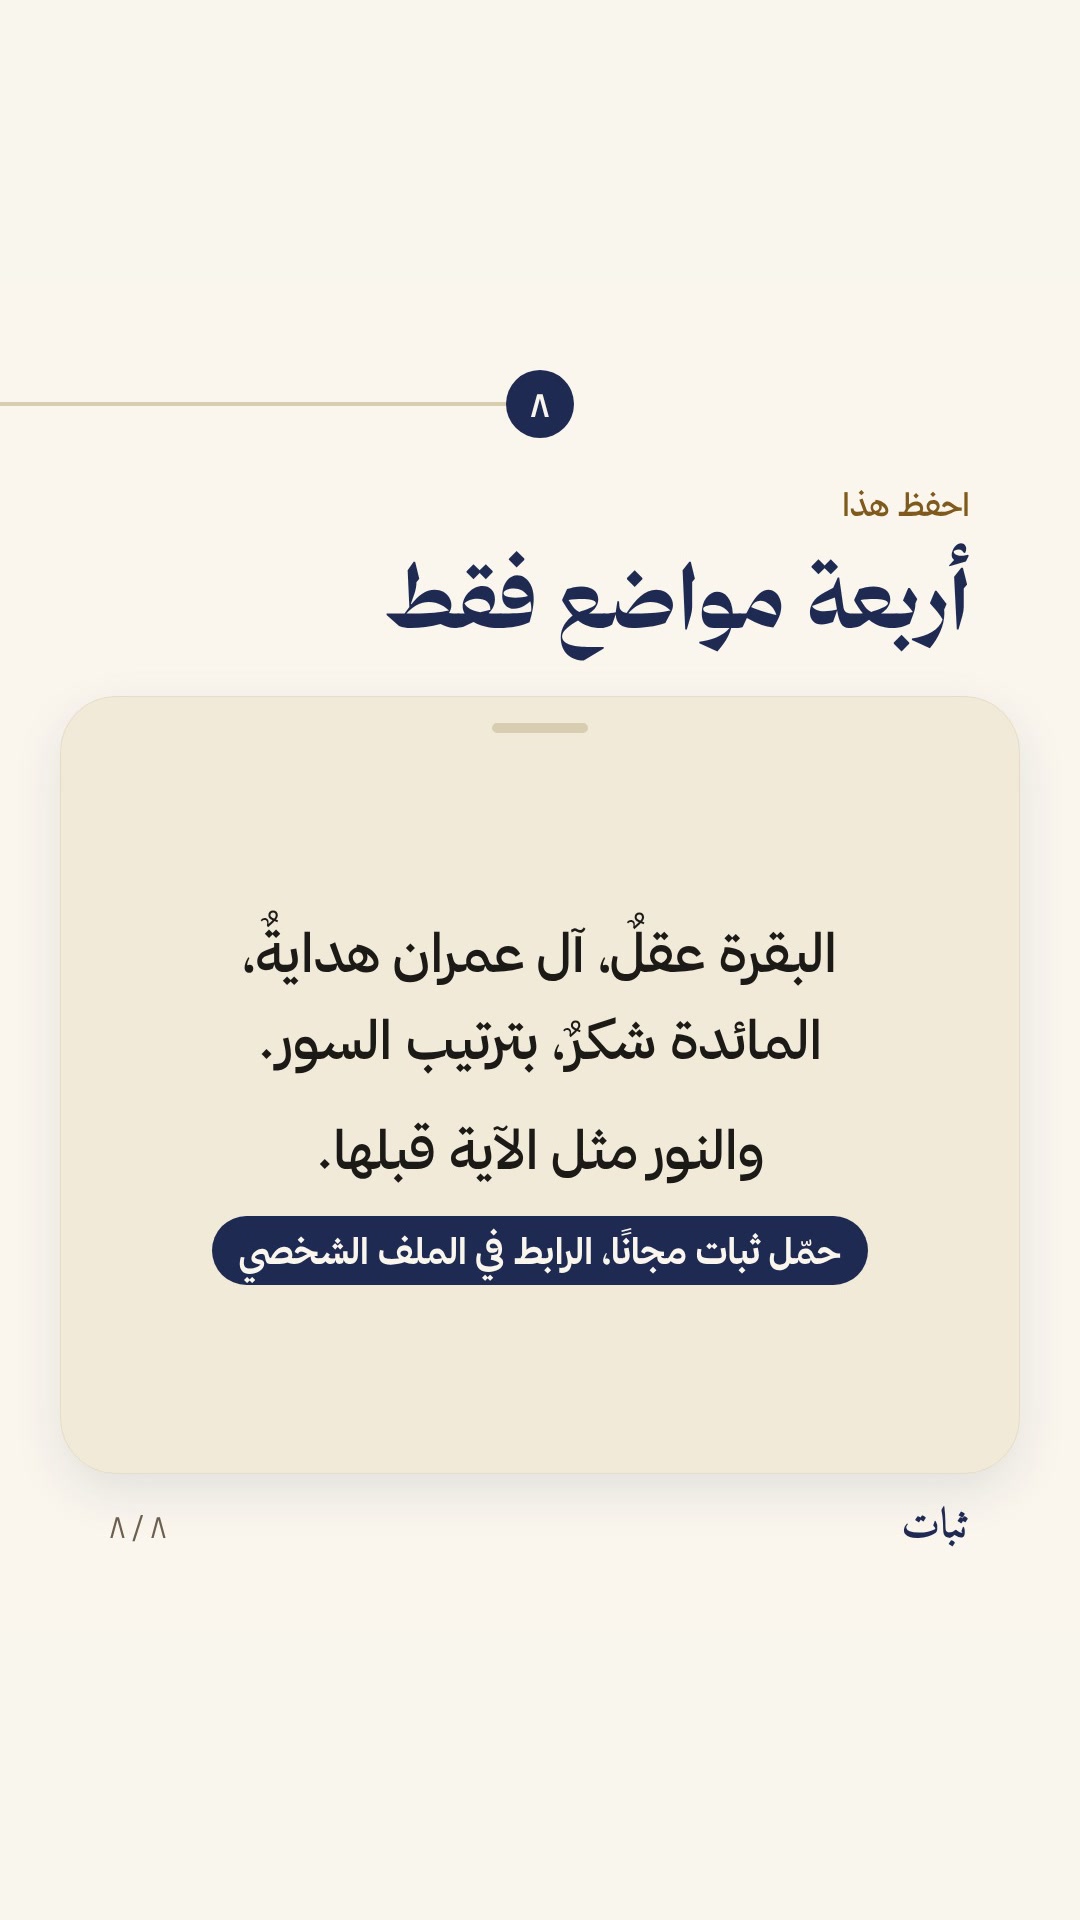 ٨
احفظ هذا
أربعة مواضع فقط
البقرة عقلٌ، آل عمران هدايةٌ،
المائدة شكرٌ، بترتيب السور.
والنور مثل الآية قبلها.
حمّل ثبات مجانًا، الرابط في الملف الشخصي
ثبات
٨ / ٨